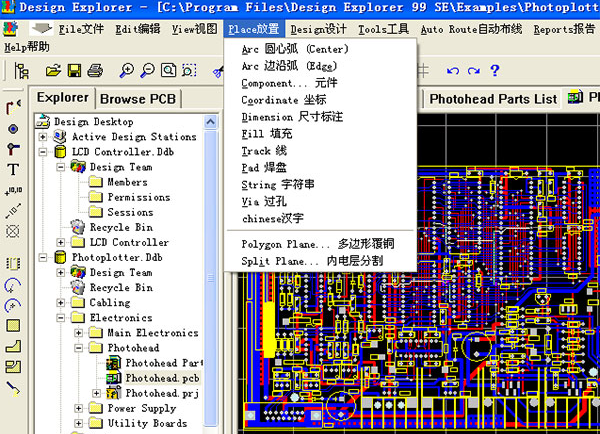 Design Explorer - [C:\Program Files\Design Explorer 99 SE\Examples\Photoplott
File文件 Edit编辑 View视图 Place放置 Design设计 Tools工具 Auto Route自动布线 Reports报告
Help帮助
Arc 圆心弧 (Center)
Arc 边沿弧 (Edge)
Component... 元件
Coordinate 坐标
Dimension 尺寸标注
Fill 填充
Track 线
Pad 焊盘
String 字符串
Via 过孔
chinese汉字
Polygon Plane... 多边形覆铜
Split Plane... 内电层分割
Explorer Browse PCB
Photohead Parts List P
Design Desktop
Active Design Stations
LCD Controller.Ddb
Design Team
Members
Permissions
Sessions
Recycle Bin
LCD Controller
Photoplotter.Ddb
Design Team
Recycle Bin
Cabling
Electronics
Main Electronics
Photohead
Photohead Part
Photohead.pcb
Photohead.prj
Power Supply
Utility Boards
T
+10,10